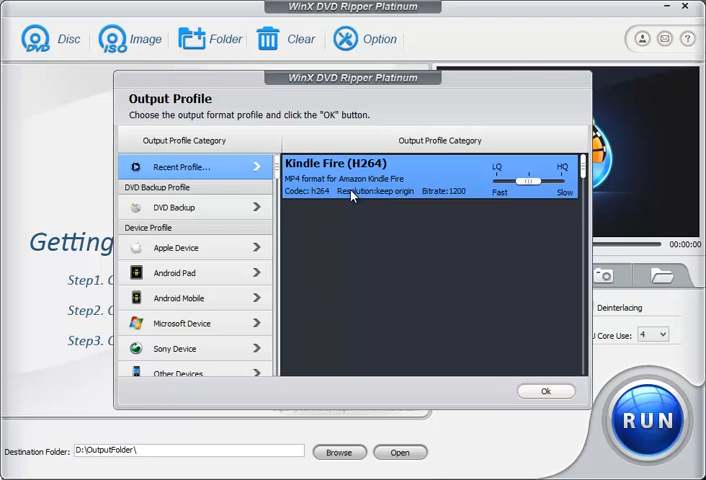 WinX DVD Ripper Platinum
Disc
Image
Folder
Clear
Option
DVD
ISO
WinX DVD Ripper Platinum
Output Profile
Choose the output format profile and click the "OK" button.
Output Profile Category
Output Profile Category
Recent Profile...
DVD Backup Profile
DVD Backup
Device Profile
Apple Device
Android Pad
Android Mobile
Microsoft Device
Sony Device
Other Devices
Kindle Fire (H264)
MP4 format for Amazon Kindle Fire
Codec: h264 Resolution:keep origin Bitrate:1200
LQ HQ
Fast Slow
Ok
Getting
Step1.
Step2.
Step3.
00:00:00
Deinterlacing
Core Use: 4
RUN
Destination Folder: D:\OutputFolder\
Browse
Open